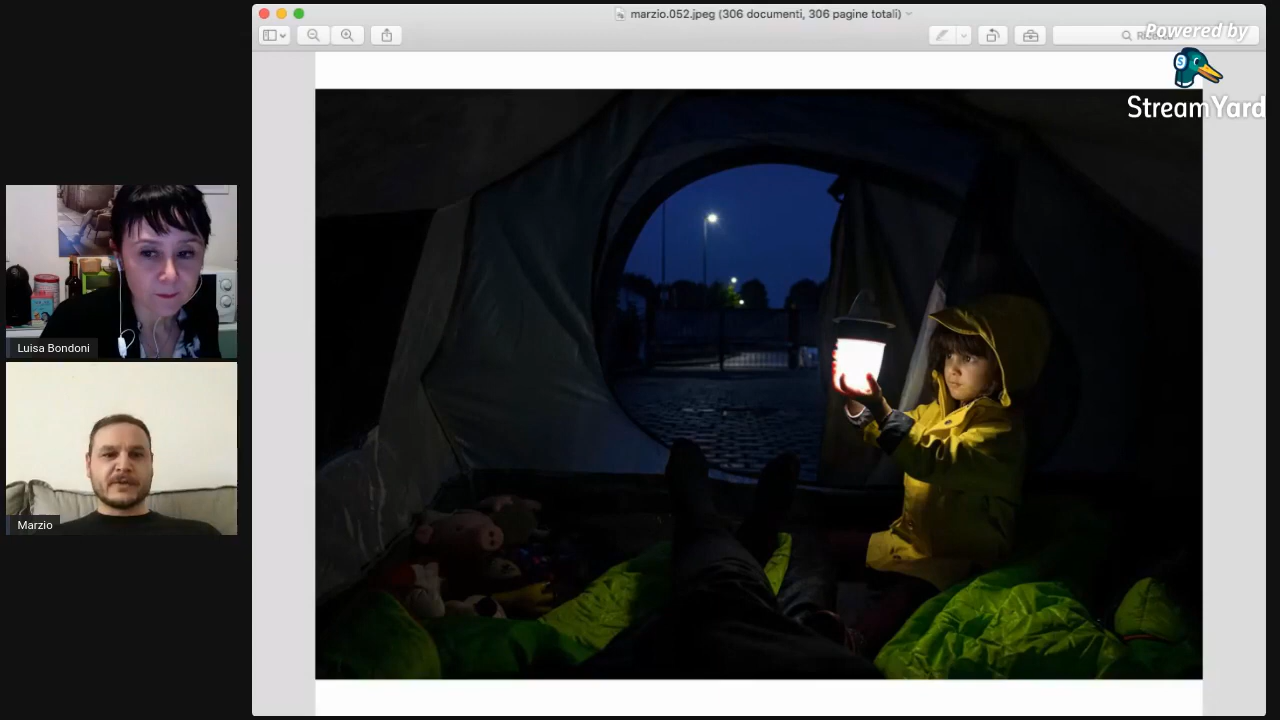 marzio.052.jpeg (306 documenti, 306 pagine totali)
Powered by
StreamYard
Luisa Bondoni
Marzio